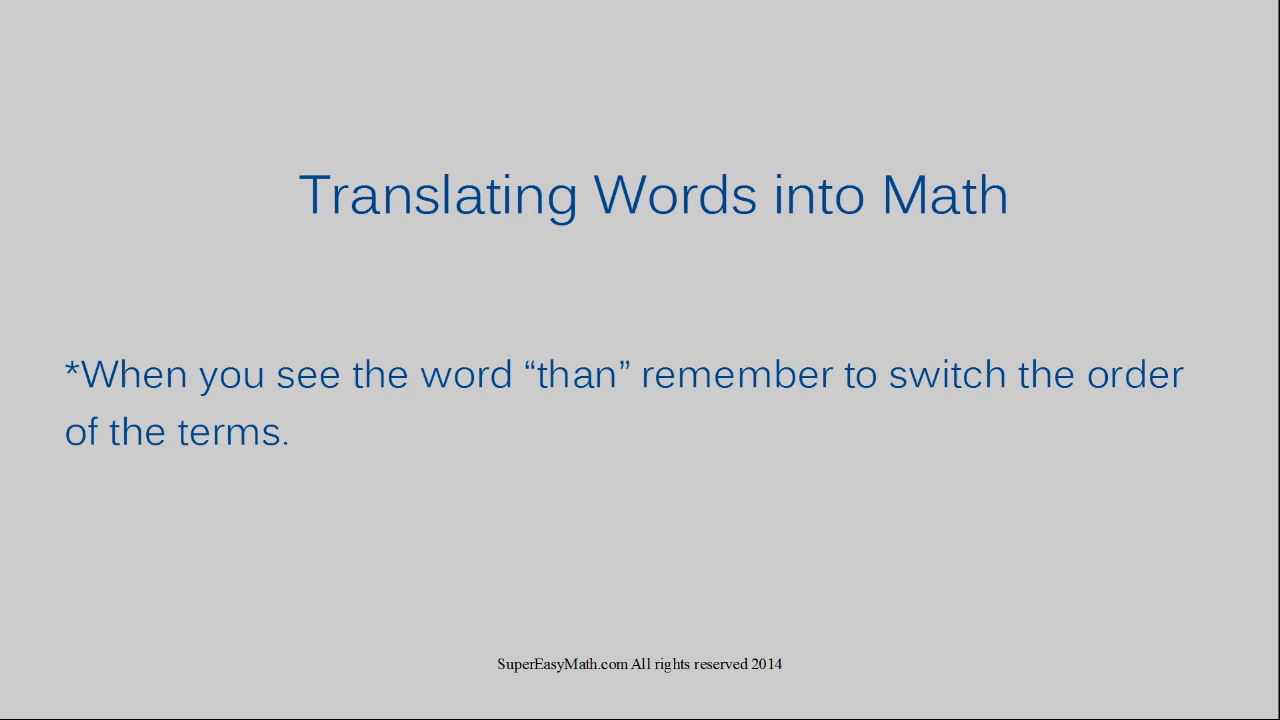 Translating Words into Math
*When you see the word “than” remember to switch the order
of the terms.
SuperEasyMath.com All rights reserved 2014